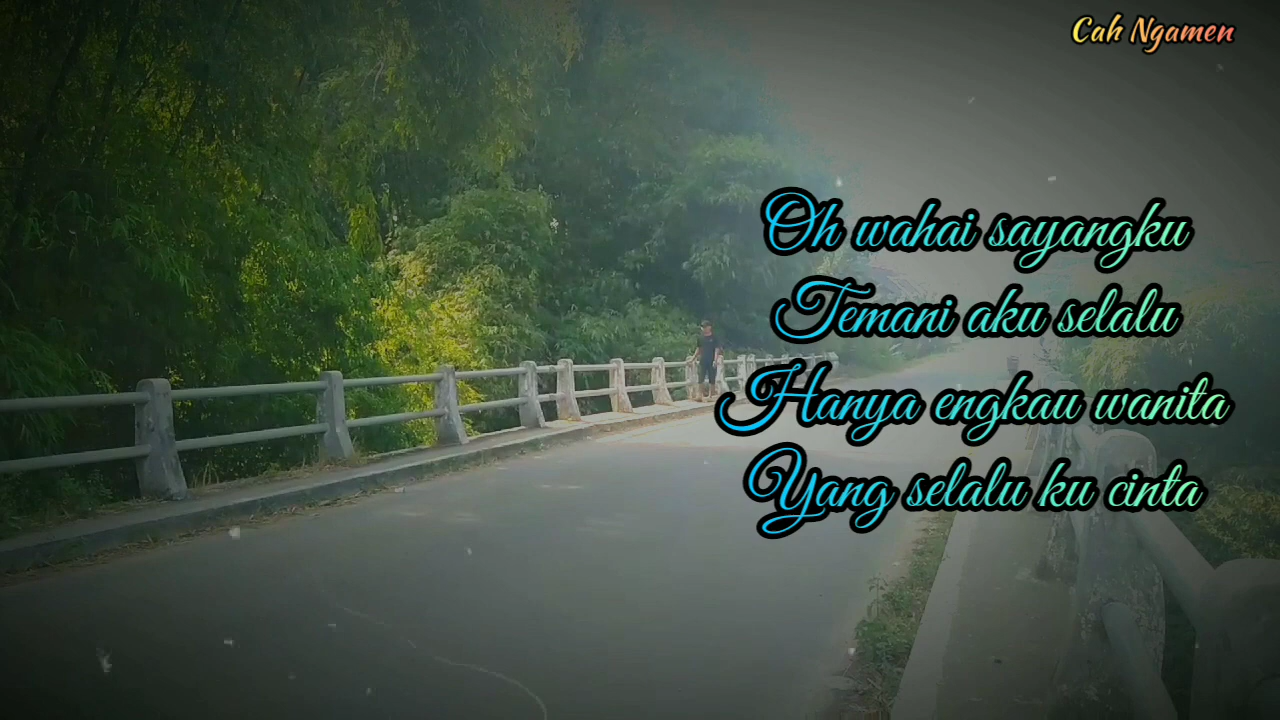 Cah Ngamen
Oh wahai sayangku
Temani aku selalu
Hanya engkau wanita
Yang selalu ku cinta